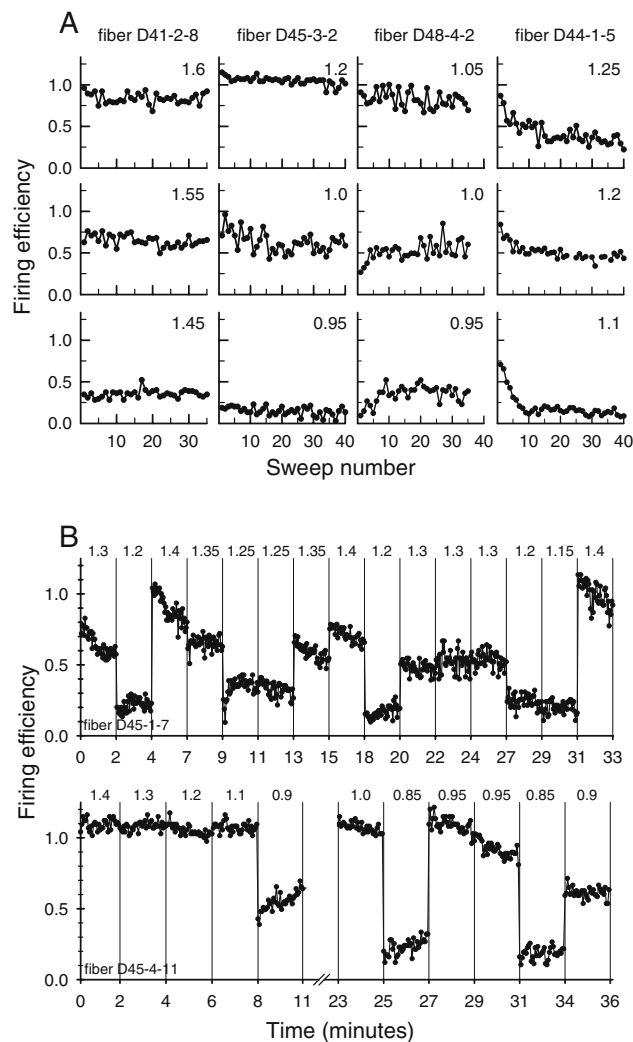 A
fiber D41-2-8 fiber D45-3-2 fiber D48-4-2 fiber D44-1-5
1.6 1.2 1.05 1.25
1.0
0.5
0.0
1.55 1.0 1.0 1.2
1.0
0.5
0.0
1.45 0.95 0.95 1.1
1.0
0.5
0.0
Firing efficiency
10 20 30 10 20 30 40 10 20 30 40 10 20 30 40
Sweep number
B
1.3 1.2 1.4 1.35 1.25 1.25 1.35 1.4 1.2 1.3 1.3 1.3 1.2 1.15 1.4
1.0
0.5
0.0
fiber D45-1-7
0 2 4 7 9 11 13 15 18 20 22 24 27 29 31 33
Firing efficiency
1.4 1.3 1.2 1.1 0.9 1.0 0.85 0.95 0.95 0.85 0.9
1.0
0.5
0.0
fiber D45-4-11
0 2 4 6 8 11 23 25 27 29 31 34 36
Time (minutes)